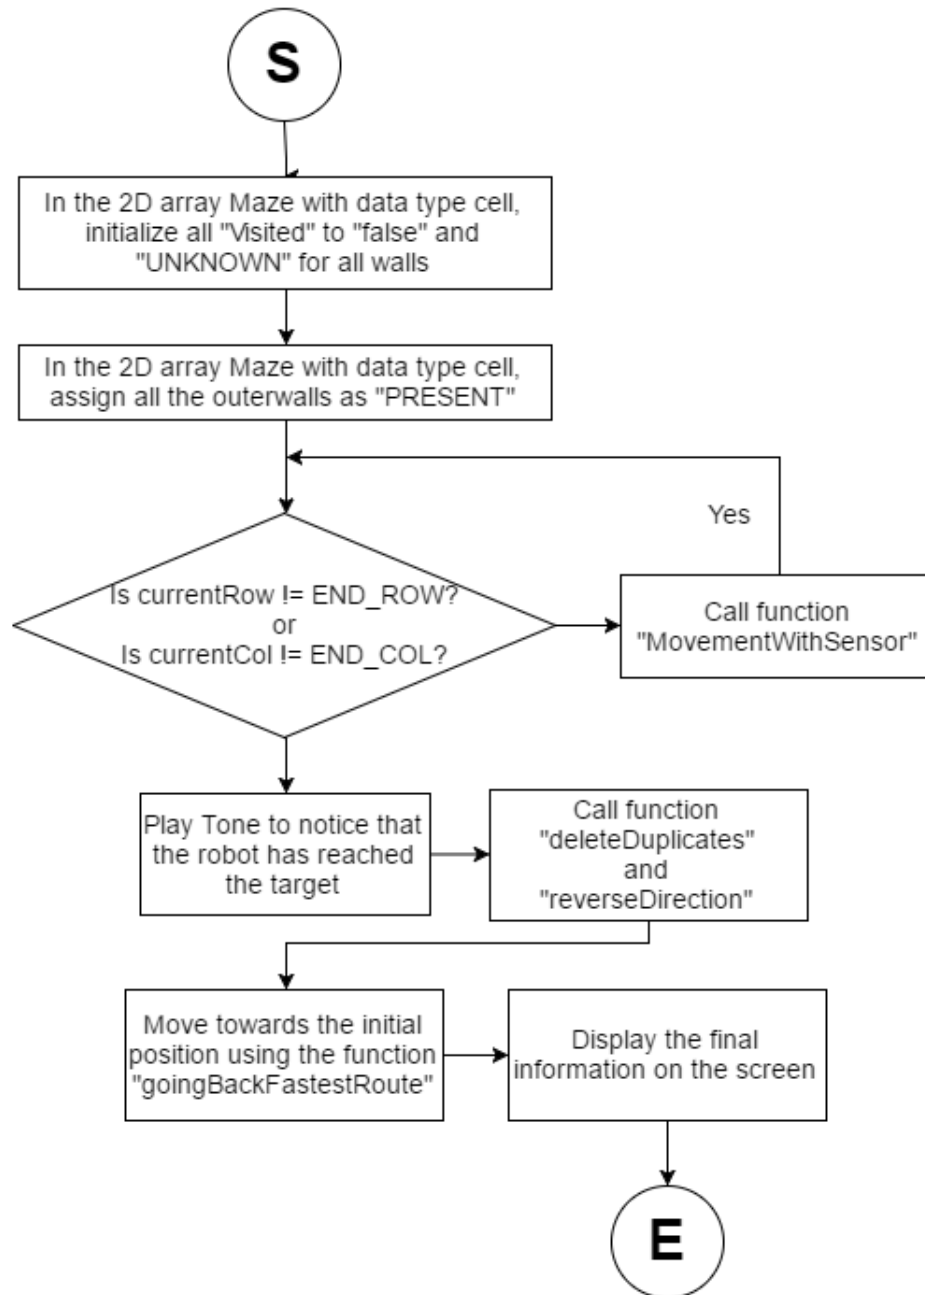 S
In the 2D array Maze with data type cell,
initialize all "Visited" to "false" and
"UNKNOWN" for all walls
In the 2D array Maze with data type cell,
assign all the outerwalls as "PRESENT"
Yes
Is currentRow != END_ROW?
or
Is currentCol != END_COL?
Call function
"MovementWithSensor"
Play Tone to notice that
the robot has reached
the target
Call function
"deleteDuplicates"
and
"reverseDirection"
Move towards the initial
position using the function
"goingBackFastestRoute"
Display the final
information on the screen
E